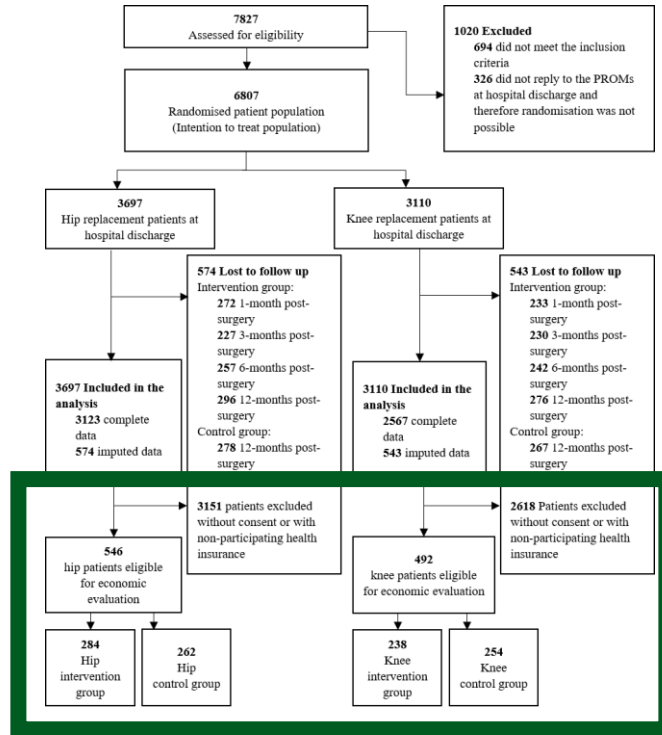 7827
Assessed for eligibility
1020 Excluded
694 did not meet the inclusion
criteria
326 did not reply to the PROMs
at hospital discharge and
therefore randomisation was not
possible
6807
Randomised patient population
(Intention to treat population)
3697
Hip replacement patients at
hospital discharge
3110
Knee replacement patients at
hospital discharge
574 Lost to follow up
Intervention group:
272 1-month post-
surgery
227 3-months post-
surgery
257 6-months post-
surgery
296 12-months post-
surgery
Control group:
278 12-months post-
surgery
543 Lost to follow up
Intervention group:
233 1-month post-
surgery
230 3-months post-
surgery
242 6-months post-
surgery
276 12-months post-
surgery
Control group:
267 12-months post-
surgery
3697 Included in the
analysis
3123 complete
data
574 imputed data
3110 Included in the
analysis
2567 complete
data
543 imputed data
3151 patients excluded
without consent or with
non-participating health
insurance
2618 Patients excluded
without consent or with
non-participating health
insurance
546
hip patients eligible
for economic
evaluation
492
knee patients eligible
for economic evaluation
284
Hip
intervention
group
262
Hip
control group
238
Knee
intervention
group
254
Knee
control group